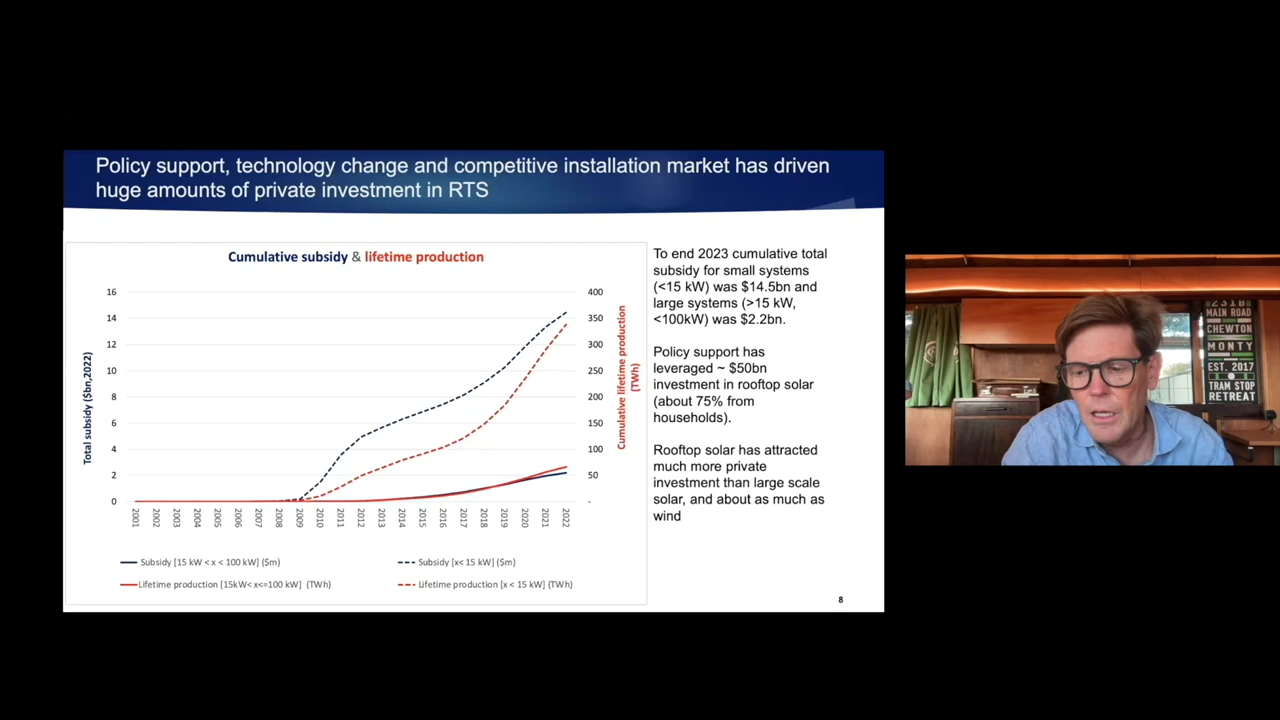 Policy support, technology change and competitive installation market has driven
huge amounts of private investment in RTS
Cumulative subsidy & lifetime production
16
14
12
10
8
6
4
2
0
Total subsidy ($bn,2022)
400
350
300
250
200
150
100
50
-
Cumulative lifetime production
(TWh)
2001
2002
2003
2004
2005
2006
2007
2008
2009
2010
2011
2012
2013
2014
2015
2016
2017
2018
2019
2020
2021
2022
Subsidy [15 kW < x < 100 kW] ($m)
Subsidy [x< 15 kW] ($m)
Lifetime production [15kW< x<=100 kW] (TWh)
Lifetime production [x < 15 kW] (TWh)
To end 2023 cumulative total
subsidy for small systems
(<15 kW) was $14.5bn and
large systems (>15 kW,
<100kW) was $2.2bn.
Policy support has
leveraged ~ $50bn
investment in rooftop solar
(about 75% from
households).
Rooftop solar has attracted
much more private
investment than large scale
solar, and about as much as
wind
8
231B
MAIN ROAD
CHEWTON
MONTY
EST. 2017
TRAM STOP
RETREAT